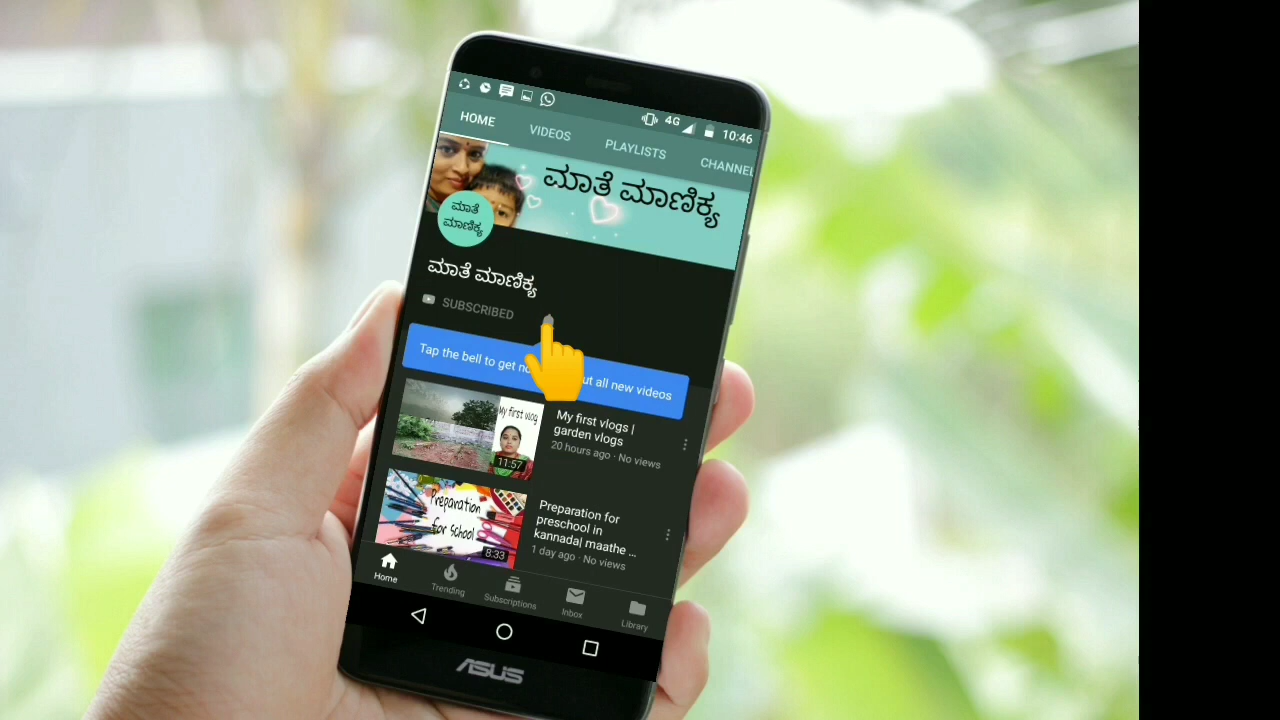 4G 10:46
HOME VIDEOS PLAYLISTS CHANNEL
ಮಾತೆ ಮಾಣಿಕ್ಯ
ಮಾತೆ
ಮಾಣಿಕ್ಯ
ಮಾತೆ ಮಾಣಿಕ್ಯ
SUBSCRIBED
Tap the bell to get no ut all new videos
My first vlog
11:57
My first vlogs |
garden vlogs
20 hours ago · No views
Preparation
for school
8:33
Preparation for
preschool in
kannada| maathe ...
1 day ago · No views
Home Trending Subscriptions Inbox Library
ASUS